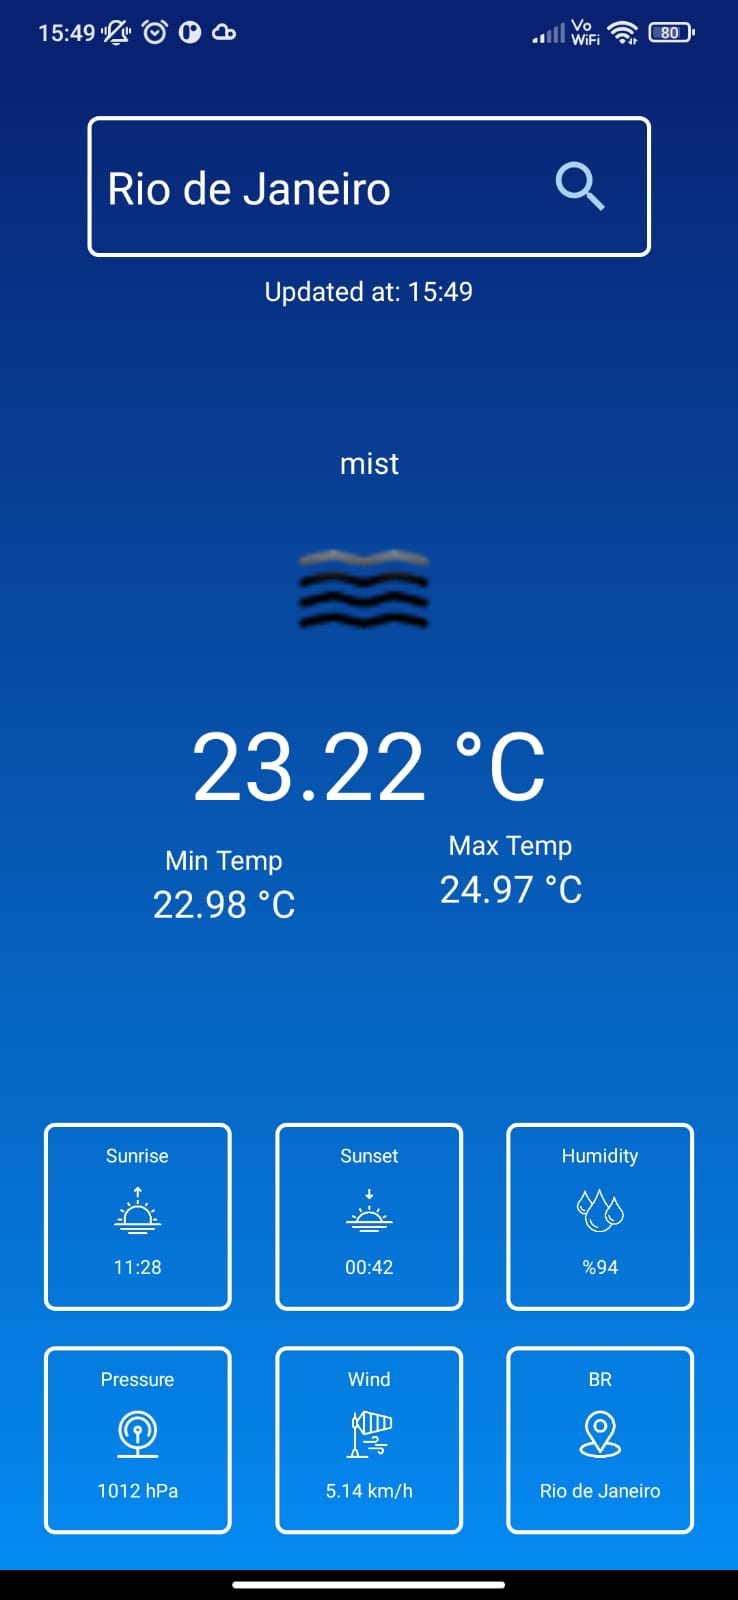 15:49
Vo
WiFi
80
Rio de Janeiro
Updated at: 15:49
mist
23.22 °C
Min Temp
Max Temp
22.98 °C
24.97 °C
Sunrise
Sunset
Humidity
11:28
00:42
%94
Pressure
Wind
BR
1012 hPa
5.14 km/h
Rio de Janeiro